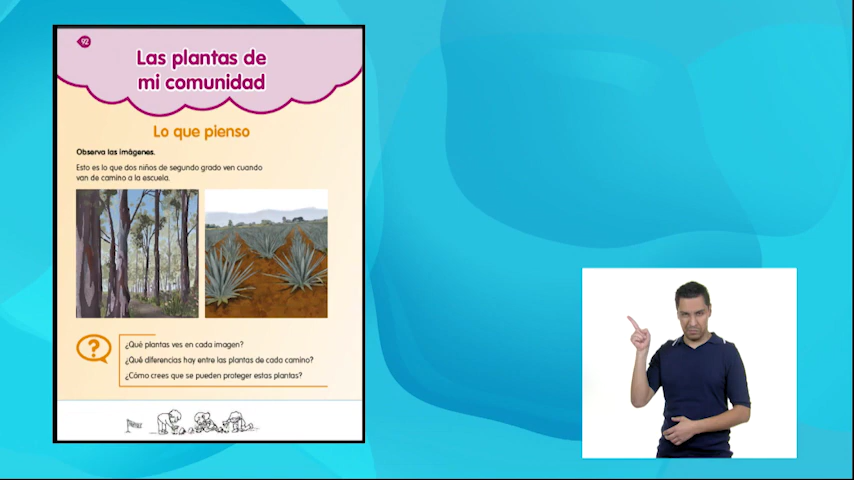 92
Las plantas de
mi comunidad
Lo que pienso
Observa las imágenes.
Esto es lo que dos niños de segundo grado ven cuando
van de camino a la escuela.
?
¿Qué plantas ves en cada imagen?
¿Qué diferencias hay entre las plantas de cada camino?
¿Cómo crees que se pueden proteger estas plantas?